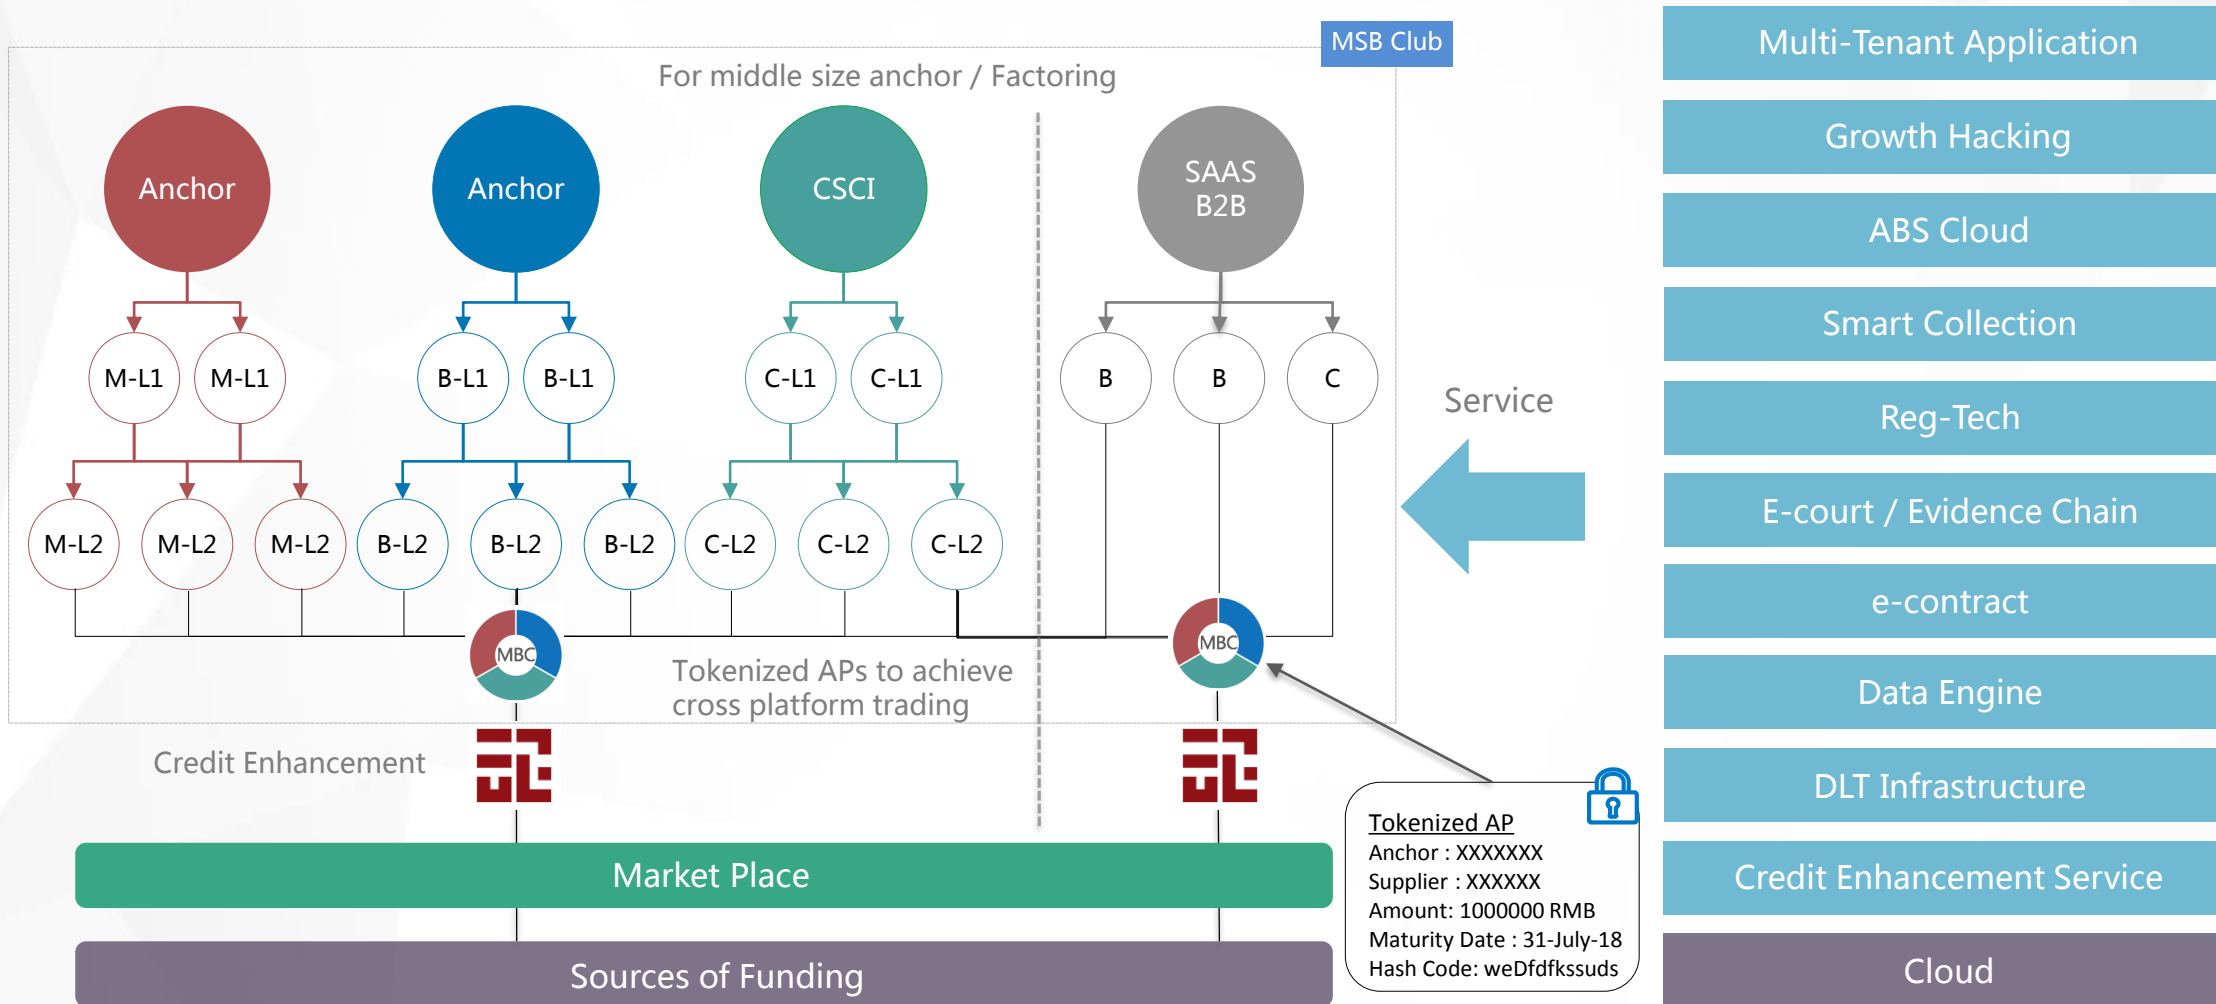 MSB Club
For middle size anchor / Factoring
Anchor
Anchor
CSCI
SAAS
B2B
M-L1
M-L1
B-L1
B-L1
C-L1
C-L1
B
B
C
M-L2
M-L2
M-L2
B-L2
B-L2
B-L2
C-L2
C-L2
C-L2
MBC
MBC
Tokenized APs to achieve
cross platform trading
Credit Enhancement
Market Place
Sources of Funding
Service
Tokenized AP
Anchor : XXXXXXX
Supplier : XXXXXX
Amount: 1000000 RMB
Maturity Date : 31-July-18
Hash Code: weDfdfkssuds
Multi-Tenant Application
Growth Hacking
ABS Cloud
Smart Collection
Reg-Tech
E-court / Evidence Chain
e-contract
Data Engine
DLT Infrastructure
Credit Enhancement Service
Cloud